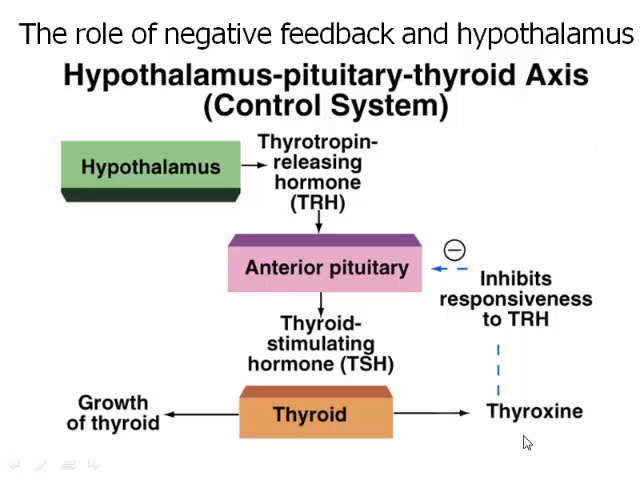 The role of negative feedback and hypothalamus
Hypothalamus-pituitary-thyroid Axis
(Control System)
Hypothalamus
Thyrotropin-
releasing
hormone
(TRH)
Anterior pituitary
Inhibits
responsiveness
to TRH
Thyroid-
stimulating
hormone (TSH)
Growth
of thyroid
Thyroid
Thyroxine